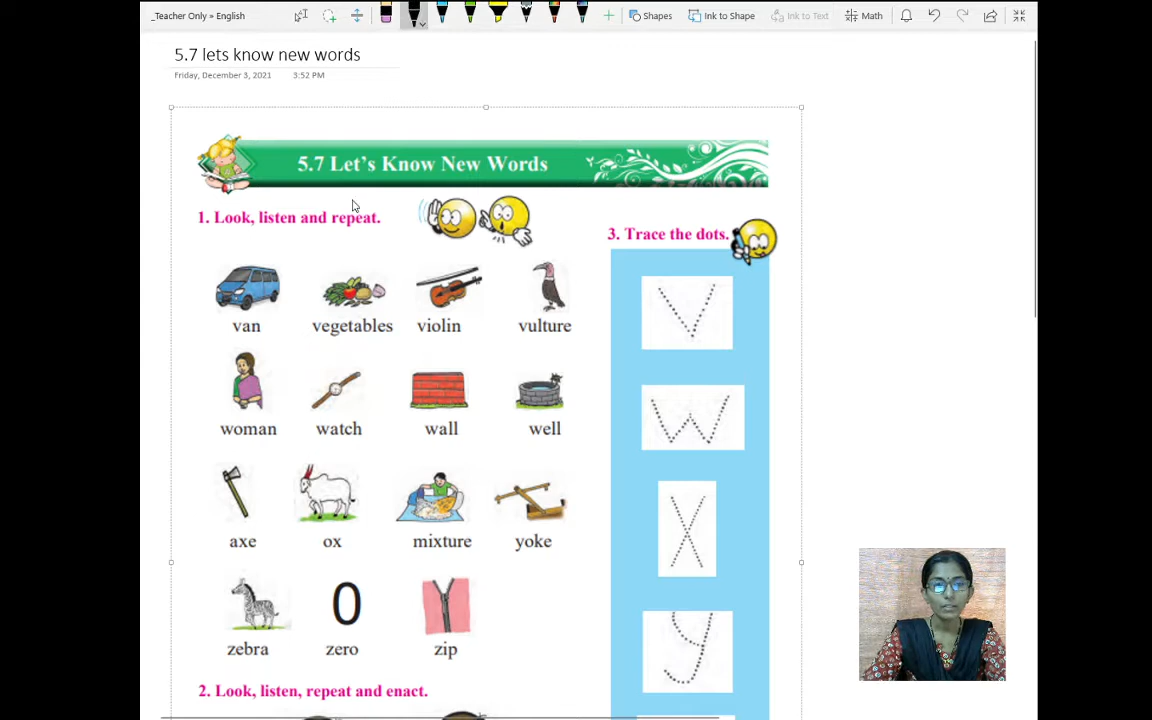 _Teacher Only » English
Shapes
Ink to Shape
Ink to Text
Math
5.7 lets know new words
Friday, December 3, 2021 3:52 PM
5.7 Let's Know New Words
1. Look, listen and repeat.
van vegetables violin vulture
woman watch wall well
axe ox mixture yoke
0
zebra zero zip
2. Look, listen, repeat and enact.
3. Trace the dots.
v
w
x
y